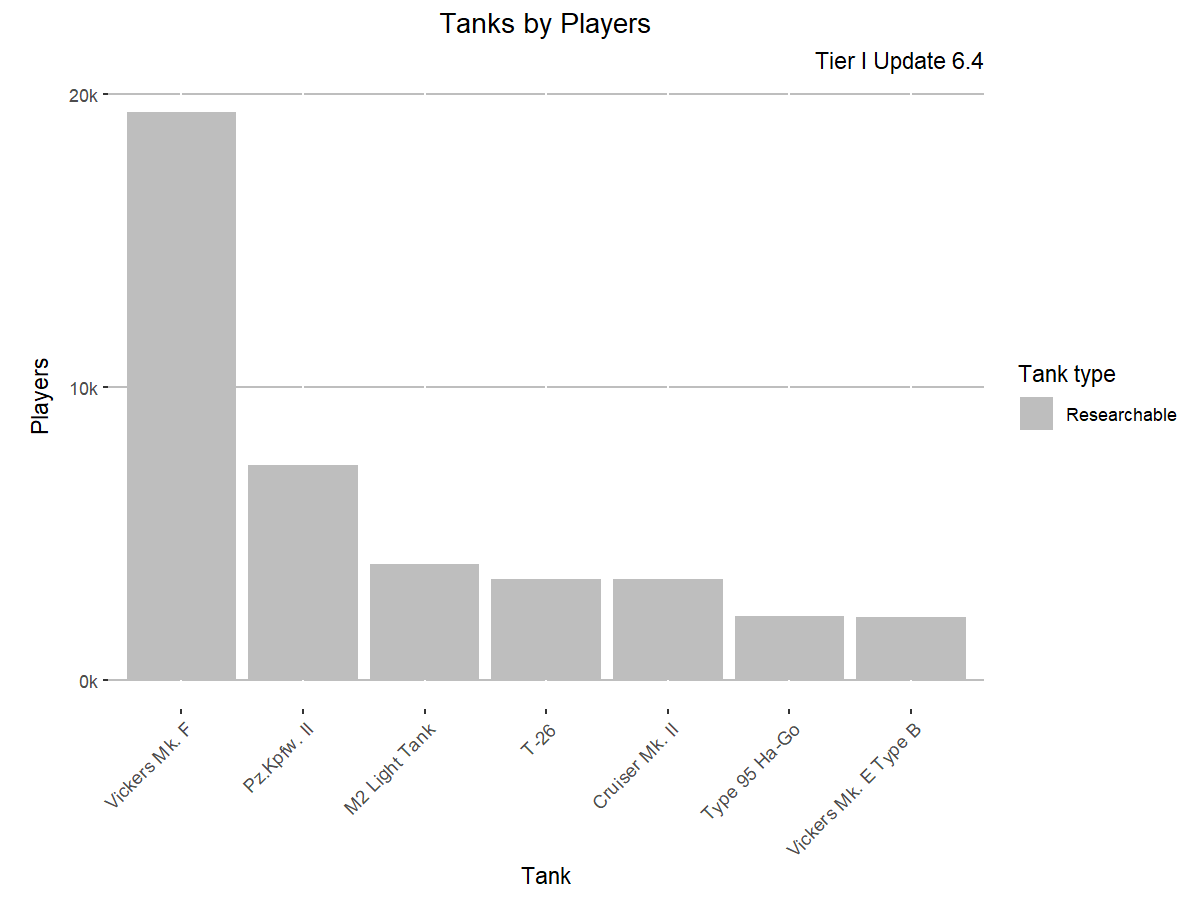 Tanks by Players
Tier I Update 6.4
20k
10k
0k
Players
Vickers Mk. F
Pz.Kpfw. II
M2 Light Tank
T-26
Cruiser Mk. II
Type 95 Ha-Go
Vickers Mk. E Type B
Tank
Tank type
Researchable